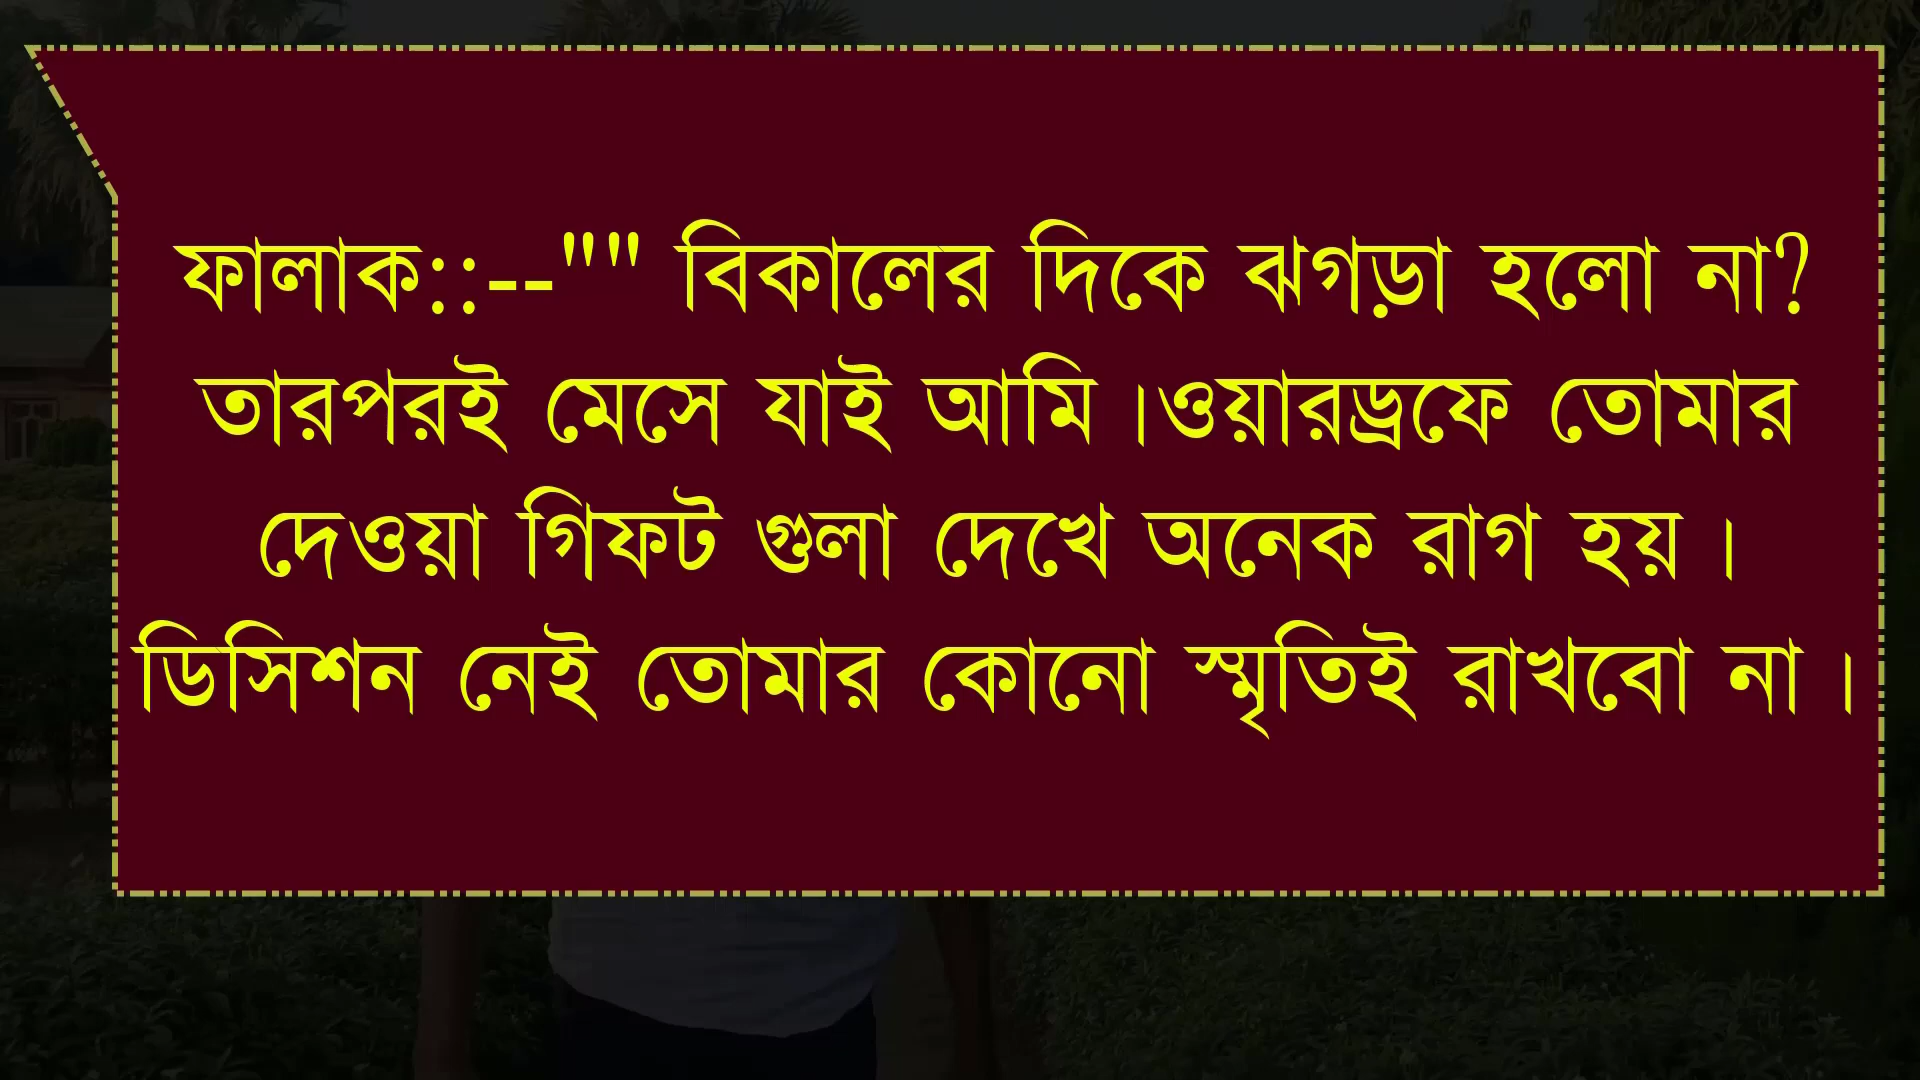 ফালাক::--"" বিকালের দিকে ঝগড়া হলো না?
তারপরই মেসে যাই আমি।ওয়ারড্রফে তোমার
দেওয়া গিফট গুলা দেখে অনেক রাগ হয়।
ডিসিশন নেই তোমার কোনো স্মৃতিই রাখবো না।